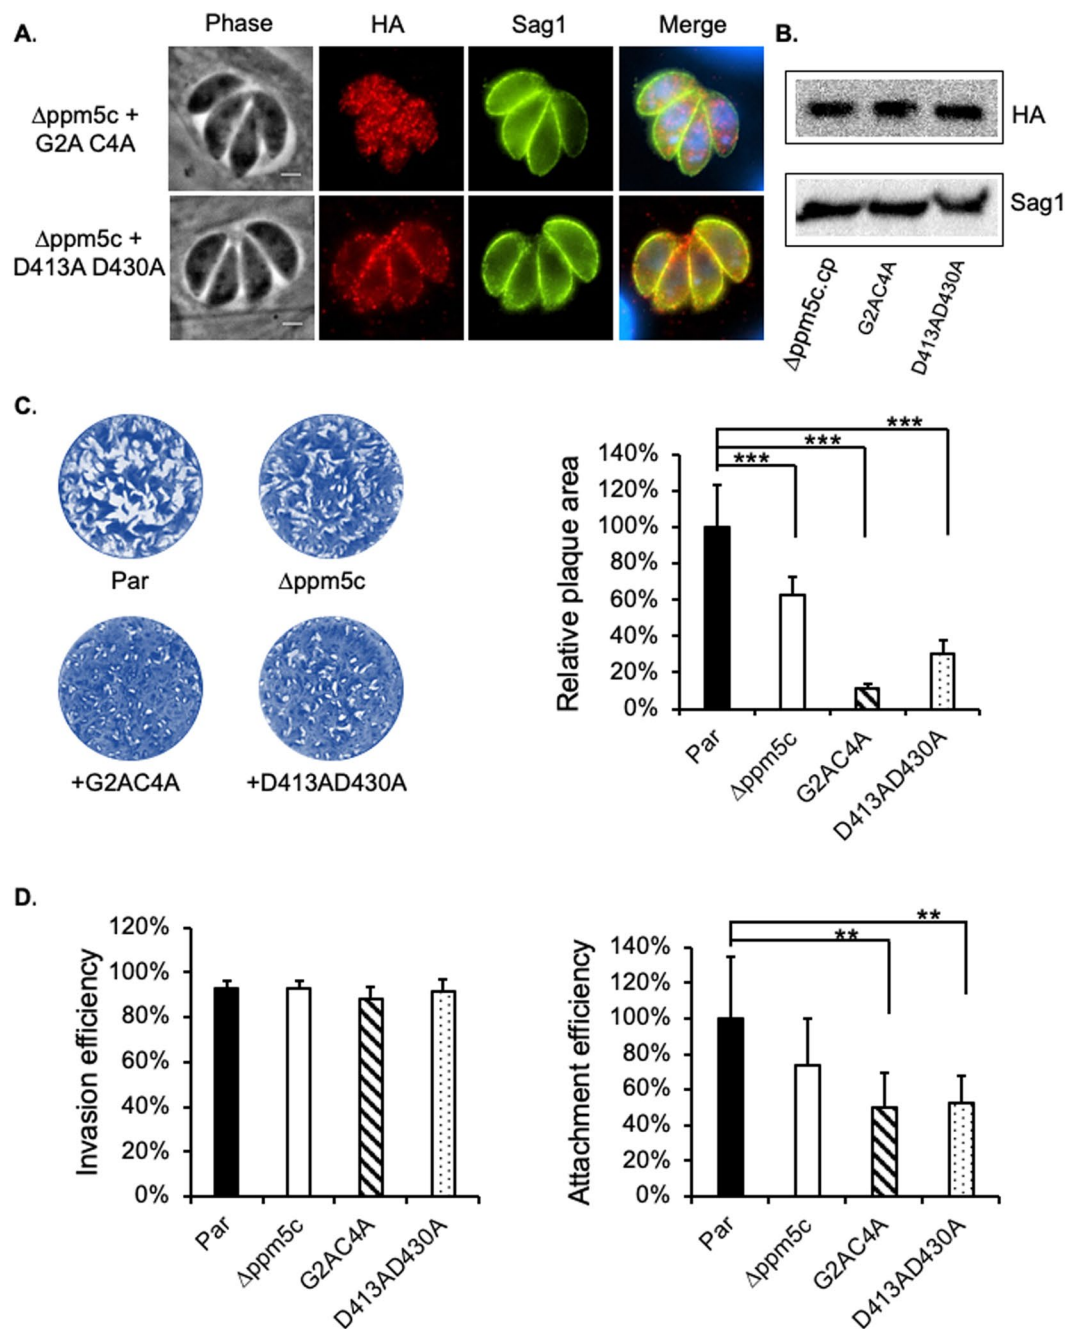 A.
Phase HA Sag1 Merge
Δppm5c +
G2A C4A
Δppm5c +
D413A D430A
B.
HA
Sag1
Δppm5c.cp G2AC4A D413AD430A
C.
Par Δppm5c
+G2AC4A +D413AD430A
Relative plaque area
140%
120%
100%
80%
60%
40%
20%
0%
***
***
***
Par Δppm5c G2AC4A D413AD430A
D.
Invasion efficiency
120%
100%
80%
60%
40%
20%
0%
Par Δppm5c G2AC4A D413AD430A
Attachment efficiency
140%
120%
100%
80%
60%
40%
20%
0%
**
**
Par Δppm5c G2AC4A D413AD430A